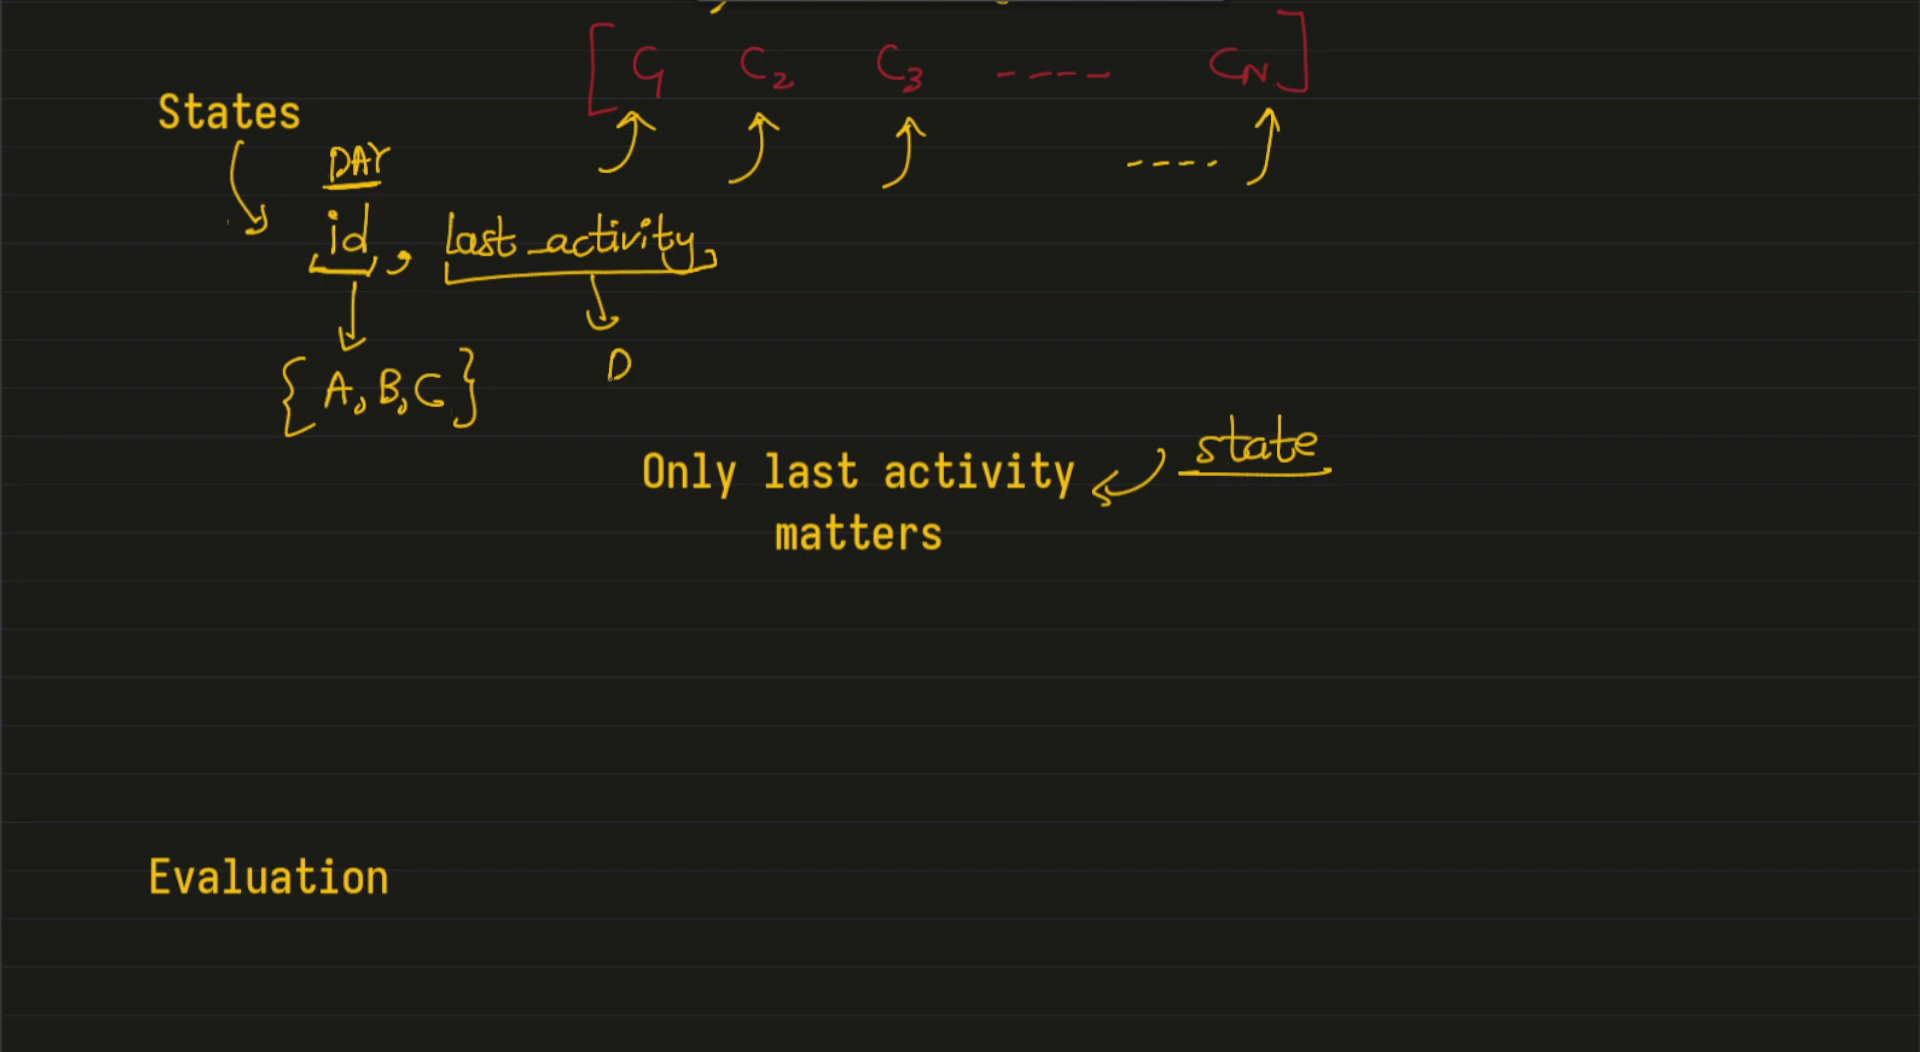 [ C1 C2 C3 ---- CN ]
States
DAY
id, last_activity
{ A, B, C } D
state
Only last activity
matters
Evaluation